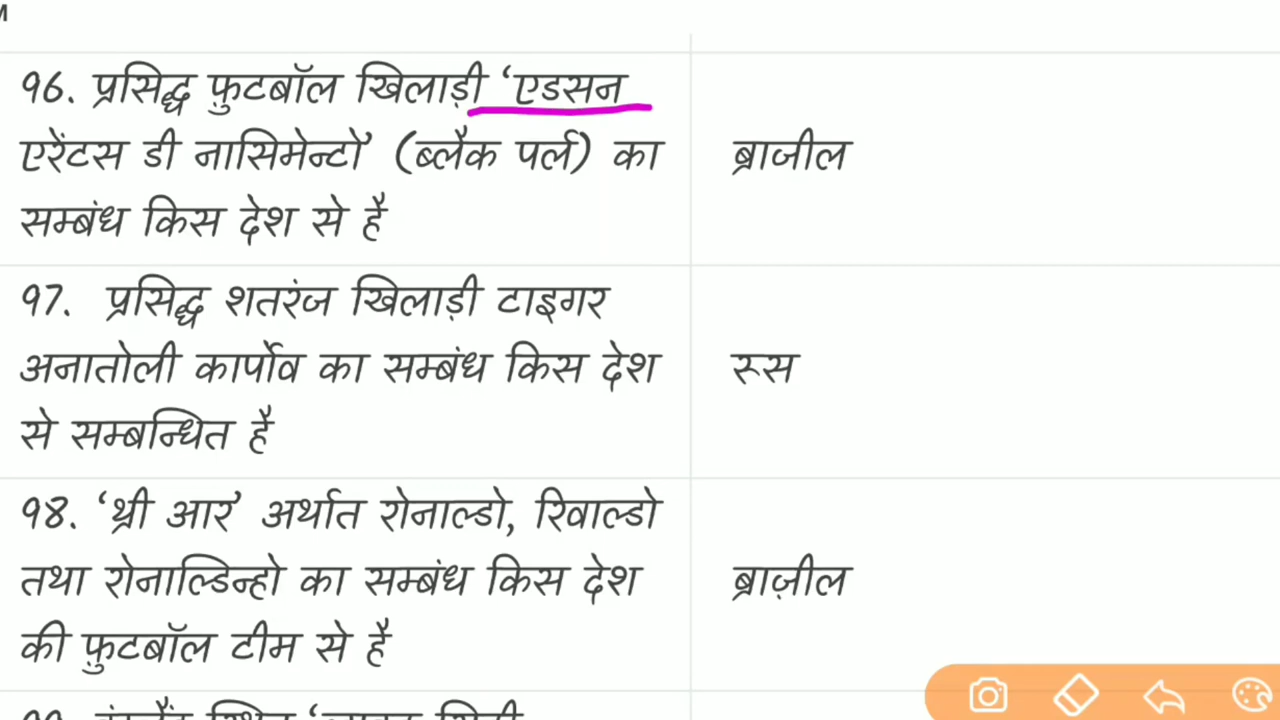 M
96. प्रसिद्ध फ़ुटबॉल खिलाड़ी ‘एडसन
एरेंटस डी नासिमेन्टो’ (ब्लैक पर्ल) का
सम्बंध किस देश से है
ब्राजील
97. प्रसिद्ध शतरंज खिलाड़ी टाइगर
अनातोली कार्पोव का सम्बंध किस देश
से सम्बन्धित है
रूस
98. ‘थ्री आर’ अर्थात रोनाल्डो, रिवाल्डो
तथा रोनाल्डिन्हो का सम्बंध किस देश
की फ़ुटबॉल टीम से है
ब्राज़ील